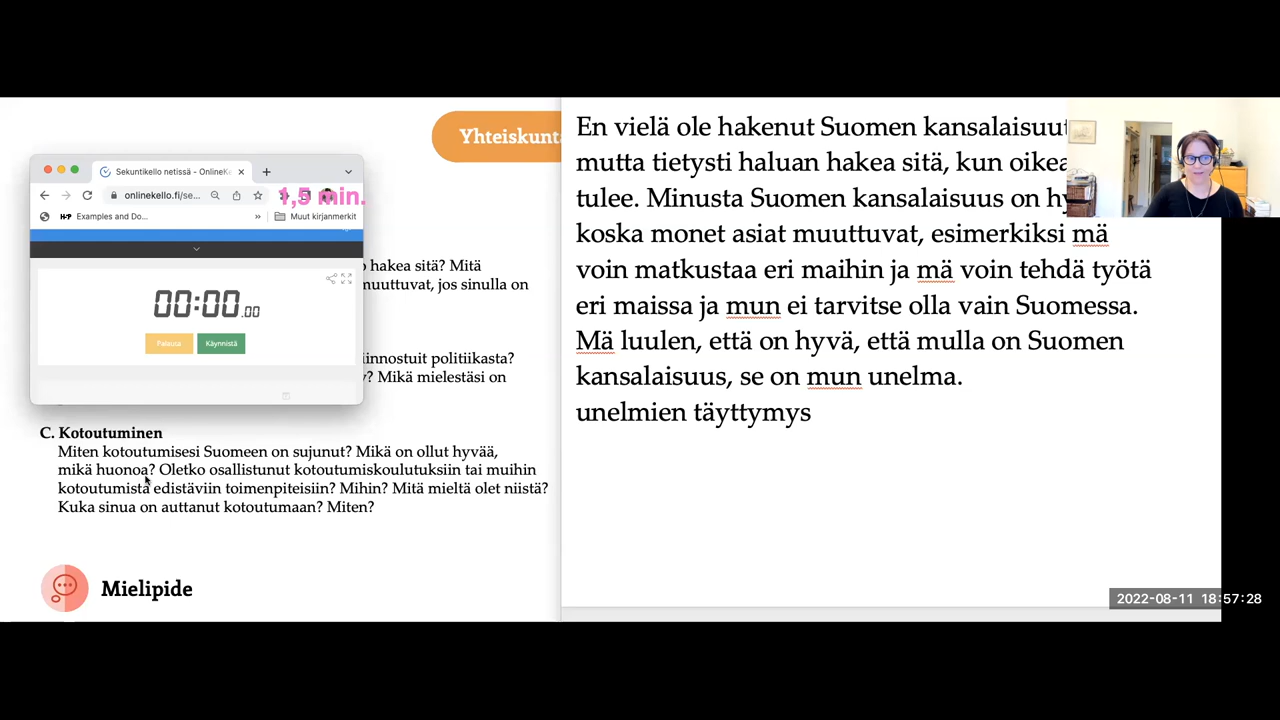 Yhteiskunt
Sekuntikello netissä - OnlineKe
onlinekello.fi/se...
1,5 min.
Examples and Do...
»
Muut kirjanmerkit
00:00.00
Palauta
Käynnistä
hakea sitä? Mitä
muuttuvat, jos sinulla on
iinnostuit politiikasta?
? Mikä mielestäsi on
C. Kotoutuminen
Miten kotoutumisesi Suomeen on sujunut? Mikä on ollut hyvää,
mikä huonoa? Oletko osallistunut kotoutumiskoulutuksiin tai muihin
kotoutumista edistäviin toimenpiteisiin? Mihin? Mitä mieltä olet niistä?
Kuka sinua on auttanut kotoutumaan? Miten?
Mielipide
En vielä ole hakenut Suomen kansalaisuut
mutta tietysti haluan hakea sitä, kun oikea
tulee. Minusta Suomen kansalaisuus on hy
koska monet asiat muuttuvat, esimerkiksi mä
voin matkustaa eri maihin ja mä voin tehdä työtä
eri maissa ja mun ei tarvitse olla vain Suomessa.
Mä luulen, että on hyvä, että mulla on Suomen
kansalaisuus, se on mun unelma.
unelmien täyttymys
2022-08-11 18:57:28